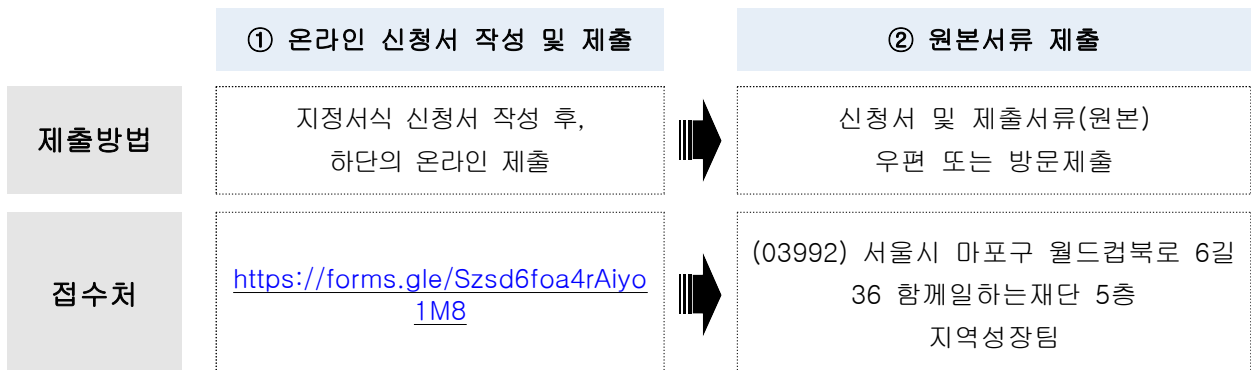 ① 온라인 신청서 작성 및 제출
② 원본서류 제출
제출방법
지정서식 신청서 작성 후,
하단의 온라인 제출
신청서 및 제출서류(원본)
우편 또는 방문제출
접수처
https://forms.gle/Szsd6foa4rAiyo
1M8
(03992) 서울시 마포구 월드컵북로 6길
36 함께일하는재단 5층
지역성장팀